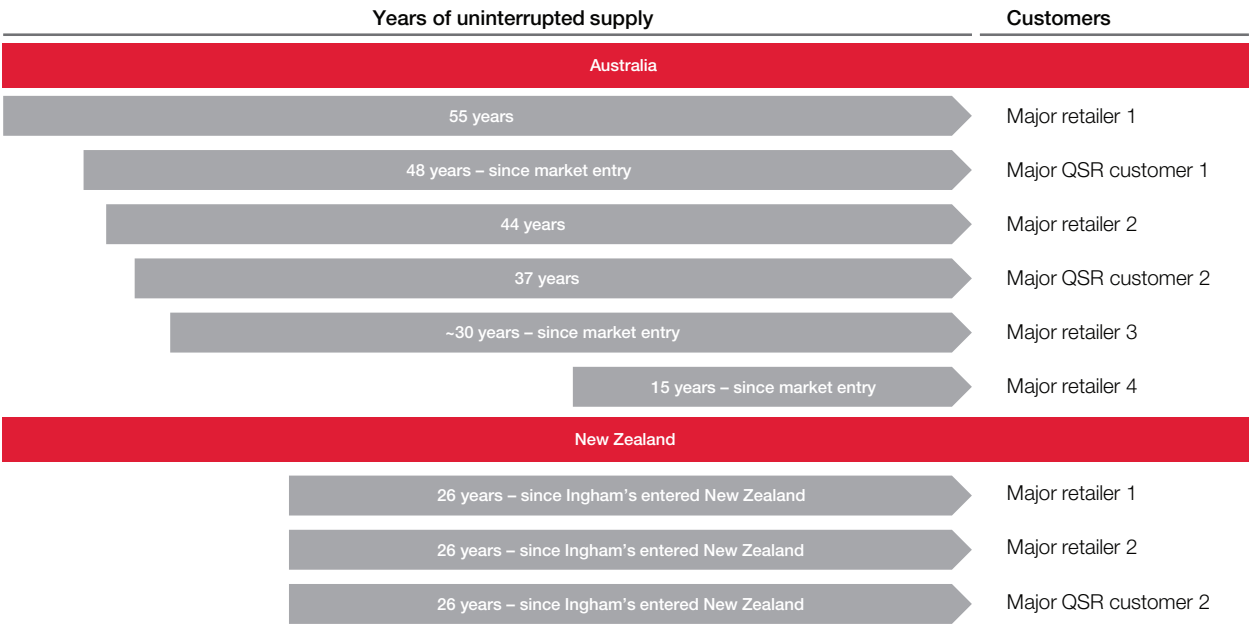 Years of uninterrupted supply Customers
Australia
55 years Major retailer 1
48 years – since market entry Major QSR customer 1
44 years Major retailer 2
37 years Major QSR customer 2
~30 years – since market entry Major retailer 3
15 years – since market entry Major retailer 4
New Zealand
26 years – since Ingham’s entered New Zealand Major retailer 1
26 years – since Ingham’s entered New Zealand Major retailer 2
26 years – since Ingham’s entered New Zealand Major QSR customer 2